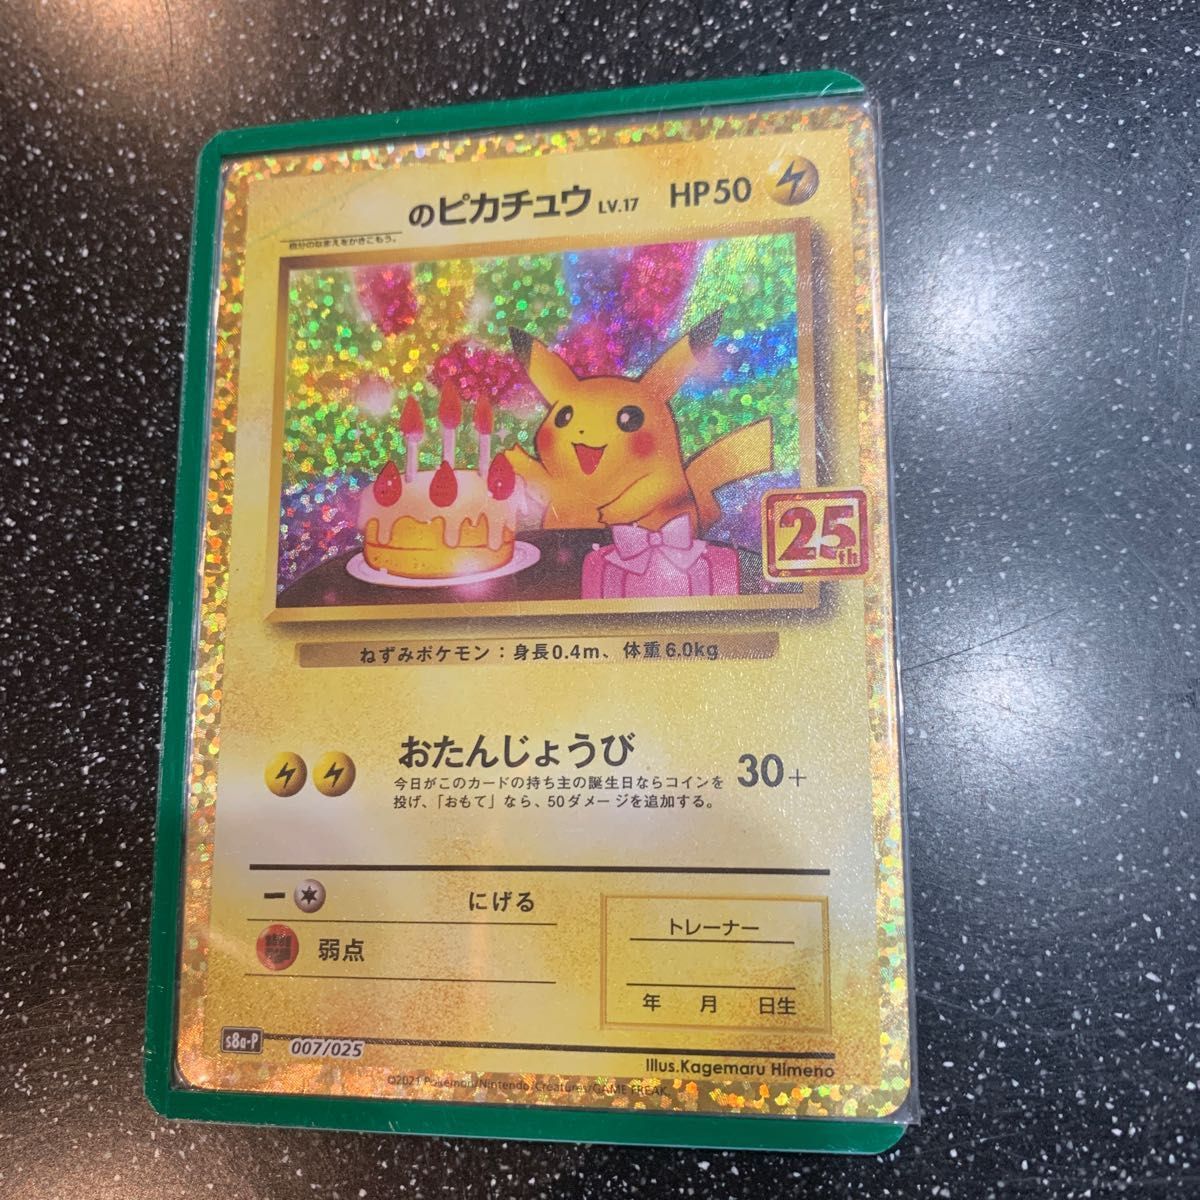 のピカチュウ LV.17 HP50
自分のなまえをかきこもう。
25th
ねずみポケモン：身長0.4m、体重6.0kg
おたんじょうび 30+
今日がこのカードの持ち主の誕生日ならコインを
投げ、「おもて」なら、50ダメージを追加する。
にげる
弱点
トレーナー
年 月 日生
s8a-P 007/025
Illus.Kagemaru Himeno
©2021 Pokémon/Nintendo/Creatures/GAME FREAK.